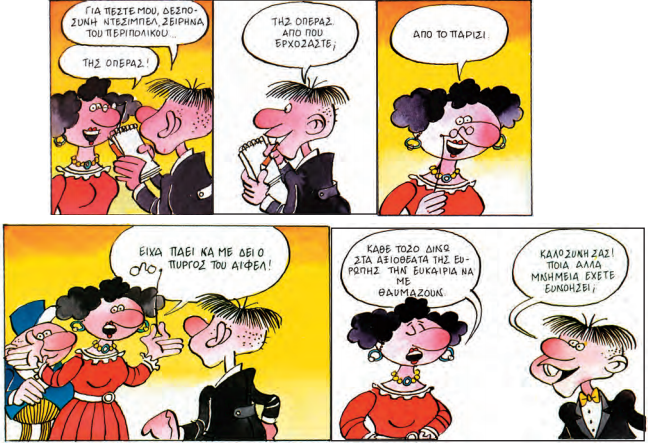 ΓΙΑ ΠΕΣΤΕ ΜΟΥ, ΔΕΣΠΟ-
ΣΥΝΗ ΝΤΕΣΙΜΠΕΛ, ΣΕΙΡΗΝΑ
ΤΟΥ ΠΕΡΙΠΟΛΙΚΟΥ...
ΤΗΣ ΟΠΕΡΑΣ!
ΤΗΣ ΟΠΕΡΑΣ.
ΑΠΟ ΠΟΥ
ΕΡΧΟΣΑΣΤΕ;
ΑΠΟ ΤΟ ΠΑΡΙΣΙ.
ΕΙΧΑ ΠΑΕΙ ΝΑ ΜΕ ΔΕΙ Ο
ΠΥΡΓΟΣ ΤΟΥ ΑΪΦΕΛ!
ΚΑΘΕ ΤΟΣΟ ΔΙΝΩ
ΣΤΑ ΑΞΙΟΘΕΑΤΑ ΤΗΣ ΕΥ-
ΡΩΠΗΣ ΤΗΝ ΕΥΚΑΙΡΙΑ ΝΑ
ΜΕ
ΘΑΥΜΑΖΟΥΝ.
ΚΑΛΟΣΥΝΗ ΣΑΣ!
ΠΟΙΑ ΑΛΛΑ
ΜΝΗΜΕΙΑ ΕΧΕΤΕ
ΕΥΝΟΗΣΕΙ;